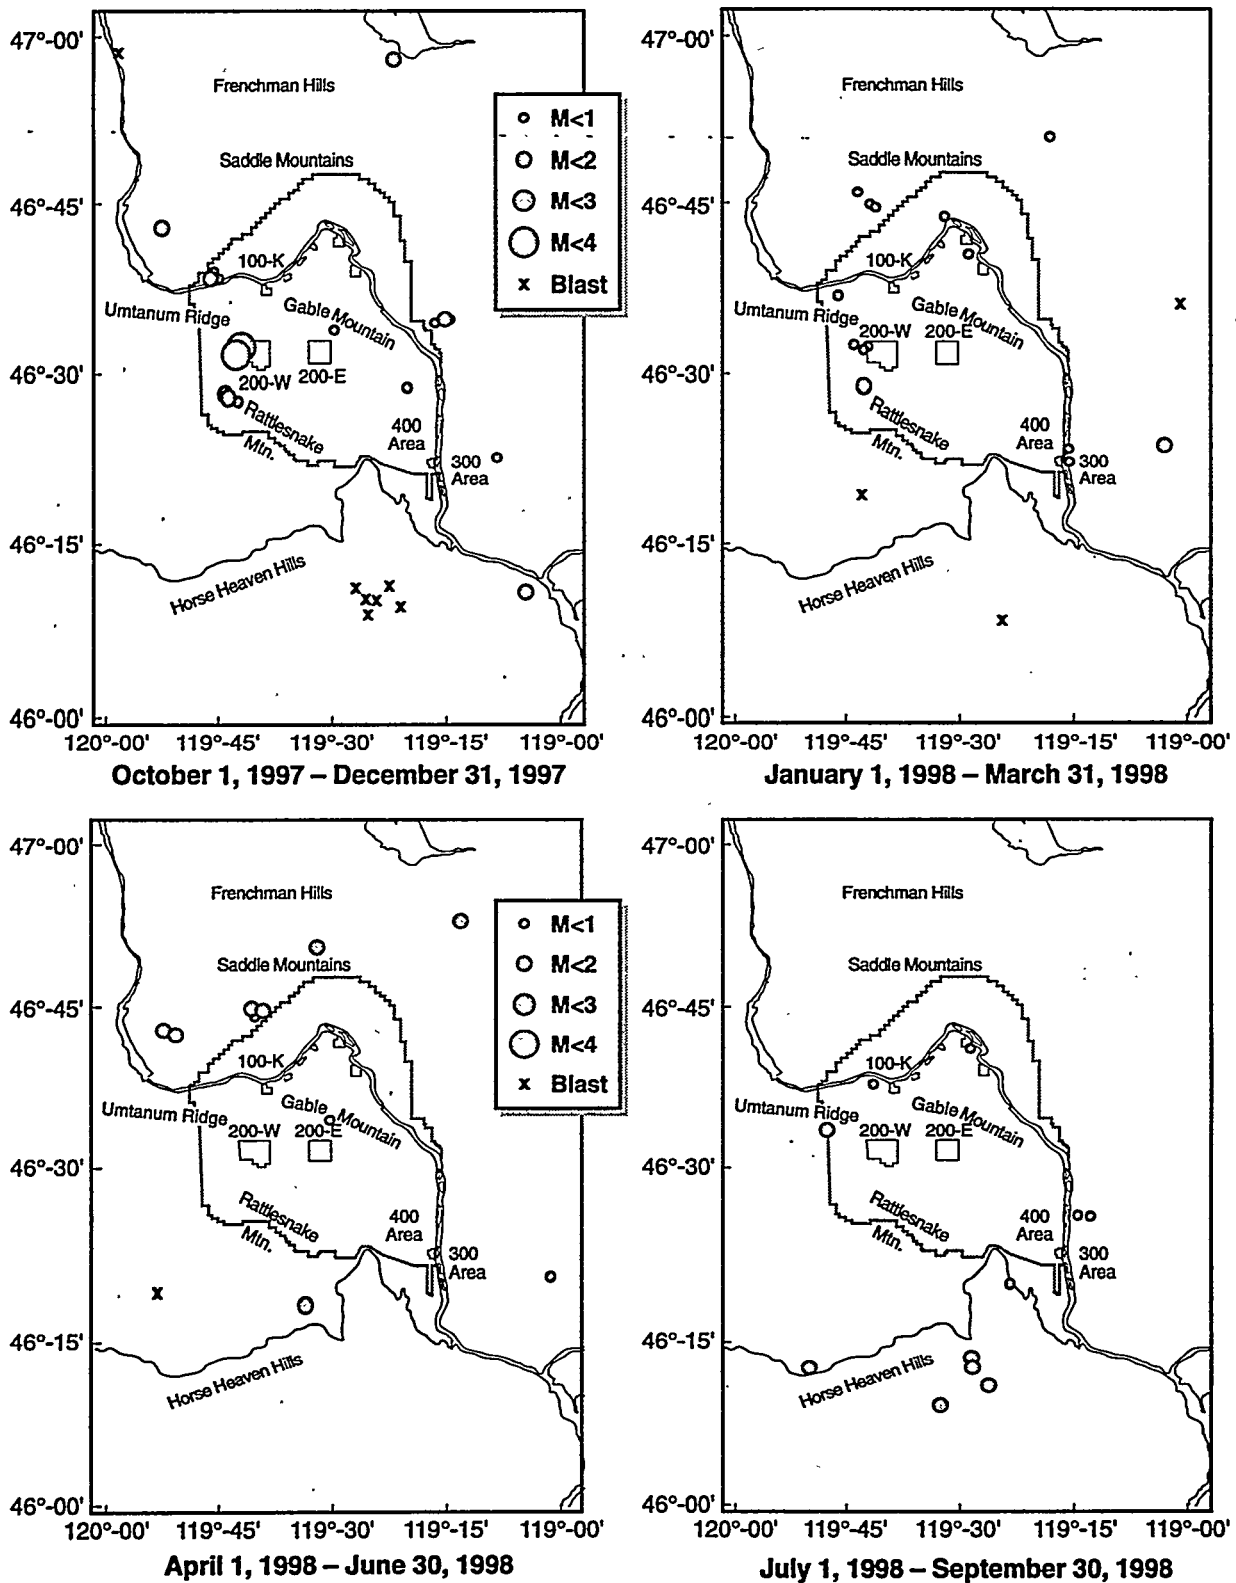 47°-00'
Frenchman Hills
M<1
M<2
M<3
M<4
x Blast
Saddle Mountains
46°-45'
100-K
Umtanum Ridge
Gable Mountain
200-W
200-E
46°-30'
Rattlesnake
Mtn.
400
Area
300
Area
46°-15'
Horse Heaven Hills
46°-00'
120°-00' 119°-45' 119°-30' 119°-15' 119°-00'
October 1, 1997 – December 31, 1997
47°-00'
Frenchman Hills
Saddle Mountains
46°-45'
100-K
Umtanum Ridge
Gable Mountain
200-W 200-E
46°-30'
Rattlesnake
Mtn.
400
Area
300
Area
46°-15'
Horse Heaven Hills
46°-00'
120°-00' 119°-45' 119°-30' 119°-15' 119°-00'
January 1, 1998 – March 31, 1998
47°-00'
Frenchman Hills
M<1
M<2
M<3
M<4
x Blast
Saddle Mountains
46°-45'
100-K
Umtanum Ridge
Gable Mountain
200-W 200-E
46°-30'
Rattlesnake
Mtn.
400
Area
300
Area
46°-15'
Horse Heaven Hills
46°-00'
120°-00' 119°-45' 119°-30' 119°-15' 119°-00'
April 1, 1998 – June 30, 1998
47°-00'
Frenchman Hills
Saddle Mountains
46°-45'
100-K
Umtanum Ridge
Gable Mountain
200-W 200-E
46°-30'
Rattlesnake
Mtn.
400
Area
300
Area
46°-15'
Horse Heaven Hills
46°-00'
120°-00' 119°-45' 119°-30' 119°-15' 119°-00'
July 1, 1998 – September 30, 1998